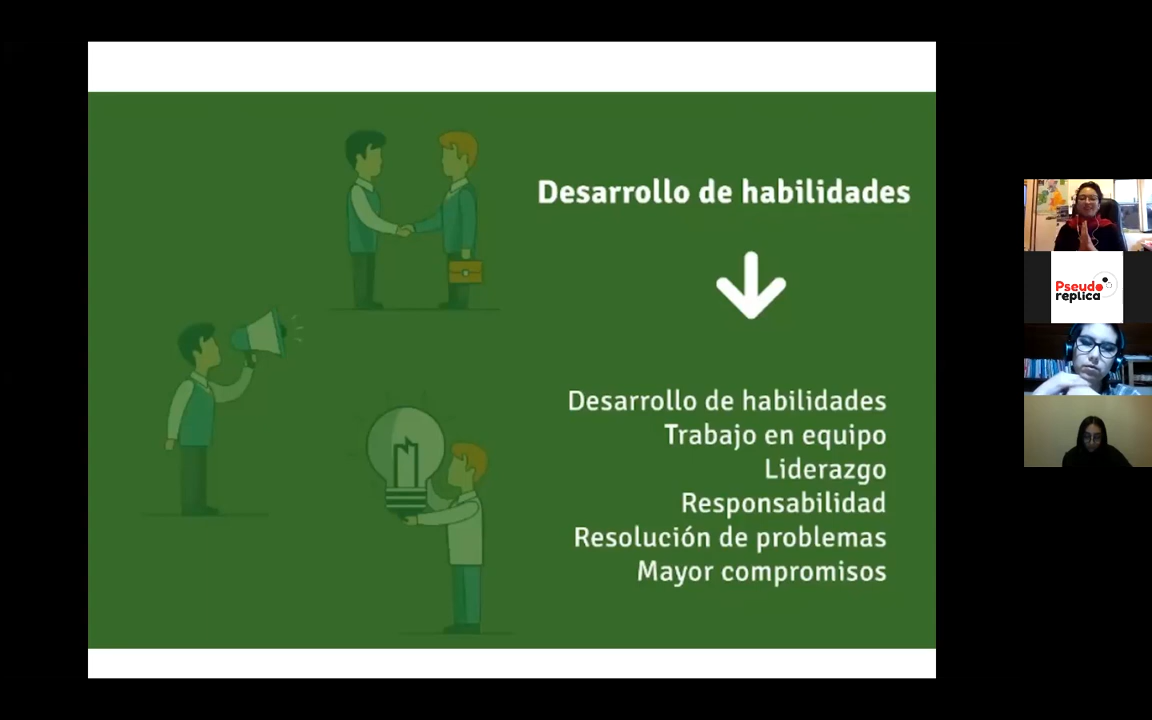 Desarrollo de habilidades
Desarrollo de habilidades
Trabajo en equipo
Liderazgo
Responsabilidad
Resolución de problemas
Mayor compromisos
Pseudo
replica